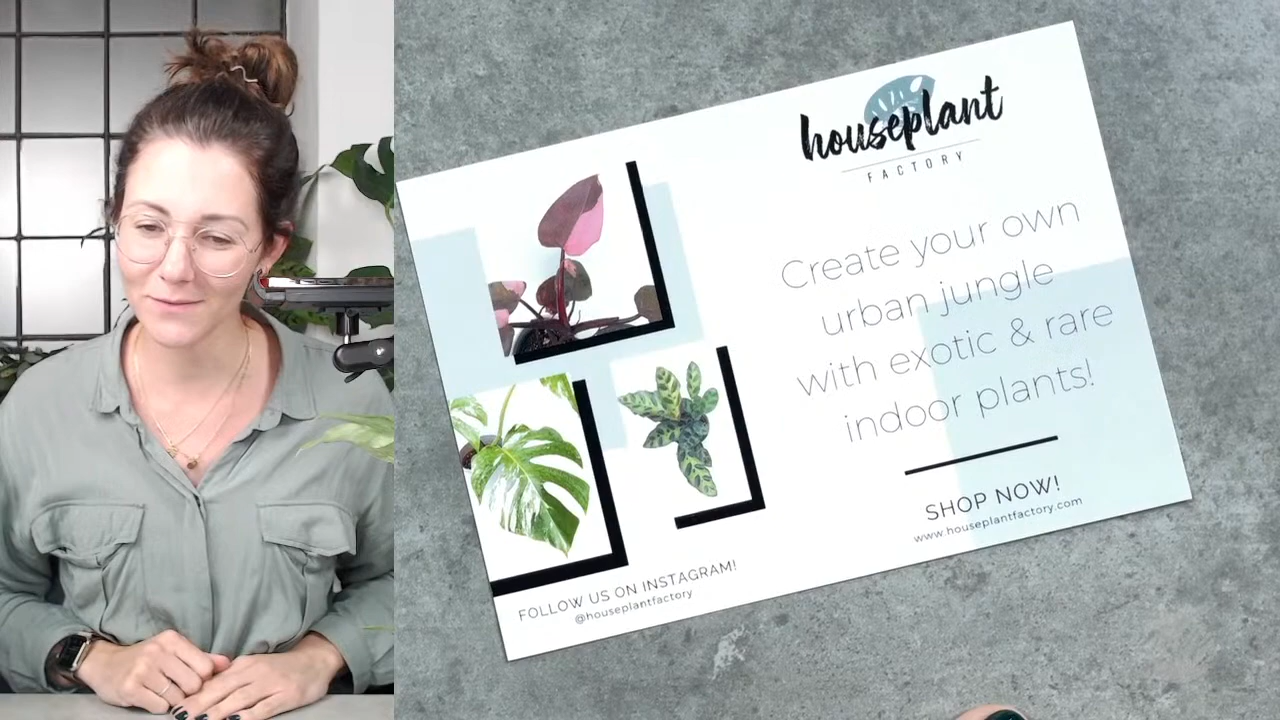 houseplant
FACTORY
Create your own
urban jungle
with exotic & rare
indoor plants!
SHOP NOW!
www.houseplantfactory.com
FOLLOW US ON INSTAGRAM!
@houseplantfactory